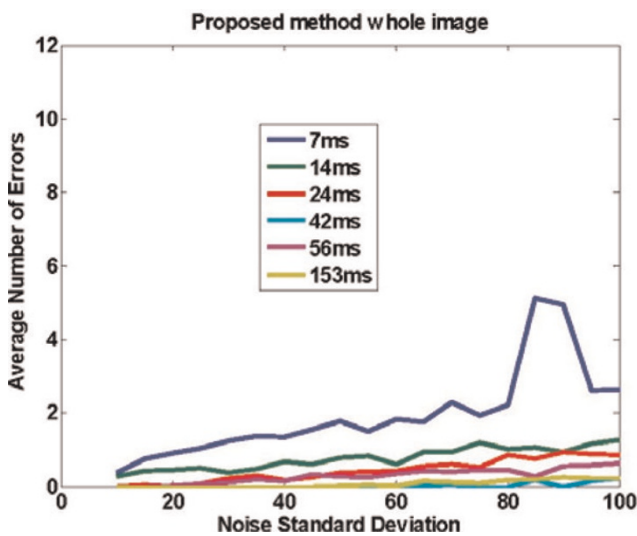 Proposed method whole image
12
10
8
6
4
2
0
Average Number of Errors
7ms
14ms
24ms
42ms
56ms
153ms
0 20 40 60 80 100
Noise Standard Deviation